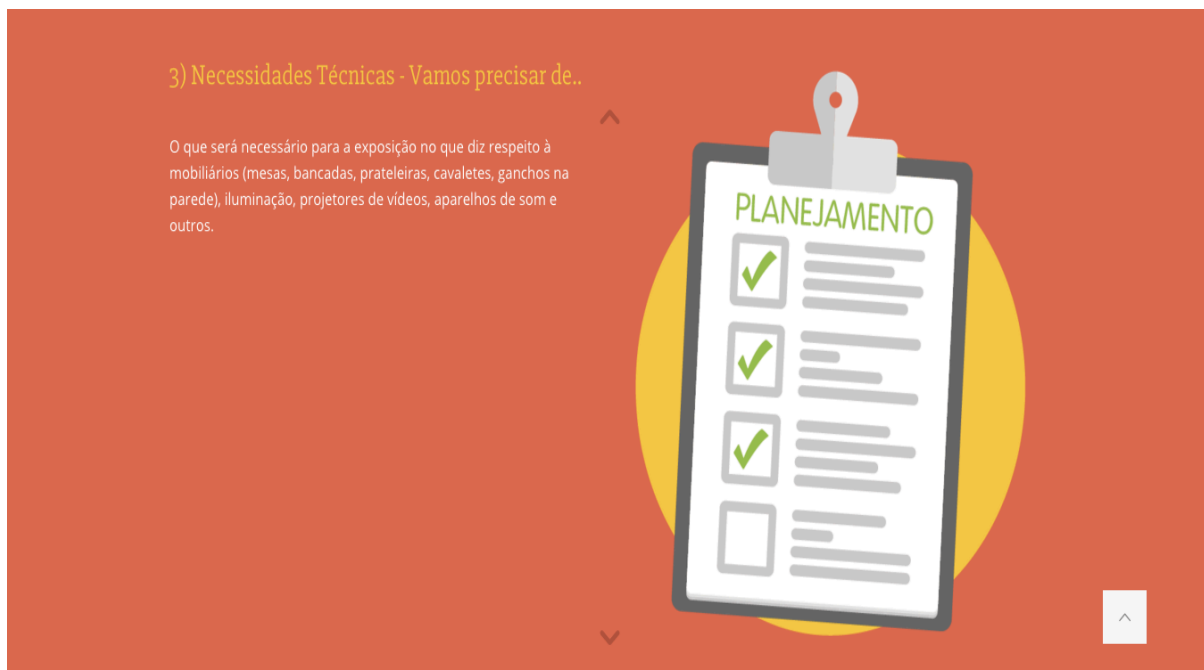 3) Necessidades Técnicas - Vamos precisar de..
O que será necessário para a exposição no que diz respeito à
mobiliários (mesas, bancadas, prateleiras, cavaletes, ganchos na
parede), iluminação, projetores de vídeos, aparelhos de som e
outros.
PLANEJAMENTO